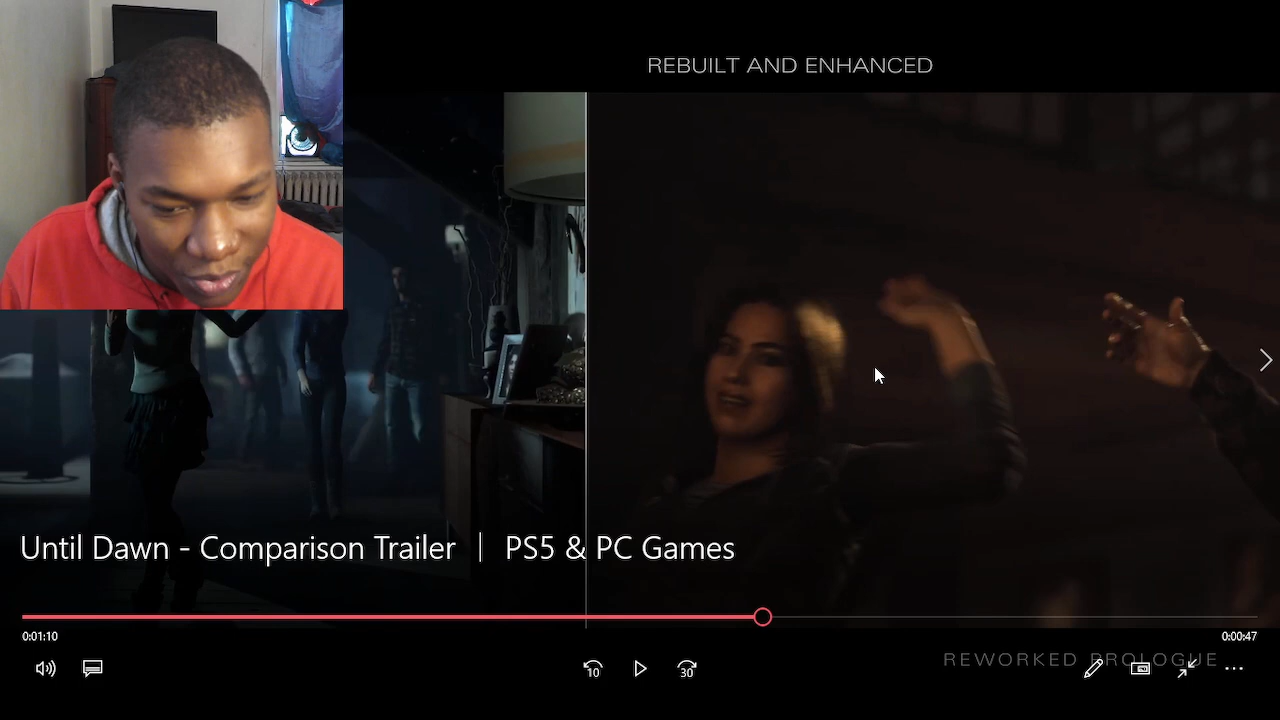 REBUILT AND ENHANCED
Until Dawn - Comparison Trailer | PS5 & PC Games
0:01:10
0:00:47
REWORKED PROLOGUE
10
30